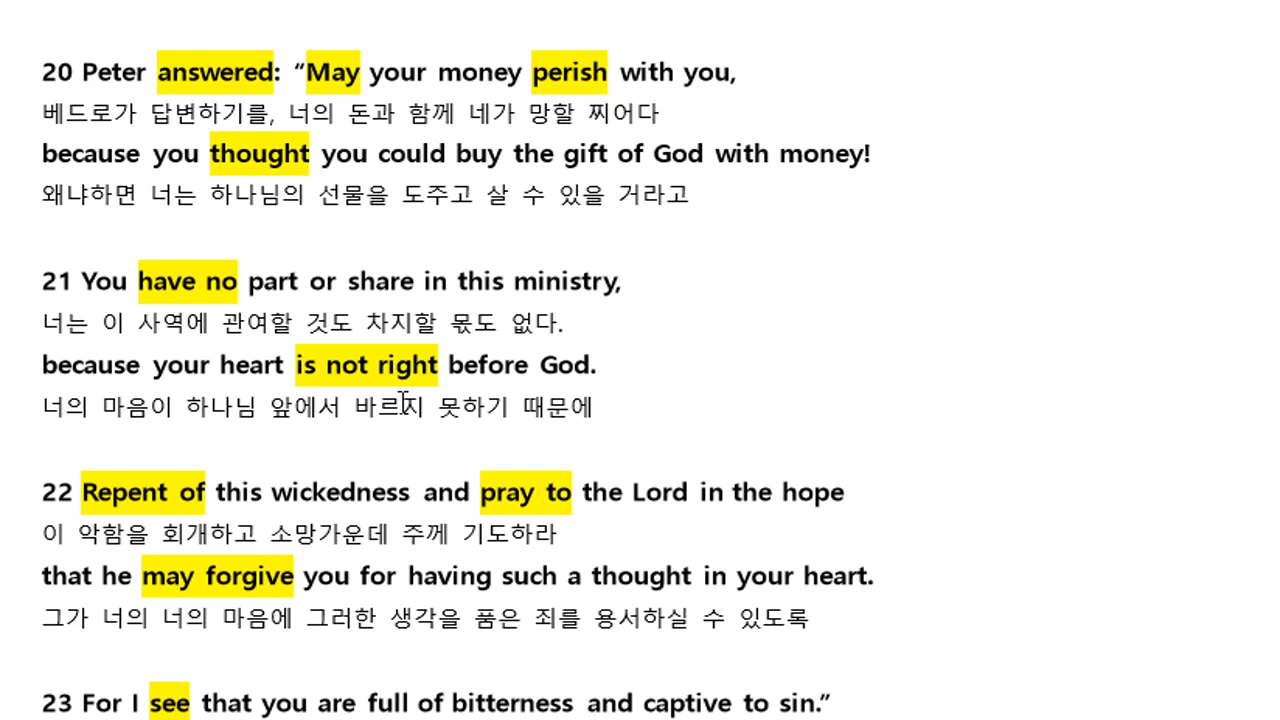 20 Peter answered: “May your money perish with you,
베드로가 답변하기를, 너의 돈과 함께 네가 망할 찌어다
because you thought you could buy the gift of God with money!
왜냐하면 너는 하나님의 선물을 도주고 살 수 있을 거라고
21 You have no part or share in this ministry,
너는 이 사역에 관여할 것도 차지할 몫도 없다.
because your heart is not right before God.
너의 마음이 하나님 앞에서 바르지 못하기 때문에
22 Repent of this wickedness and pray to the Lord in the hope
이 악함을 회개하고 소망가운데 주께 기도하라
that he may forgive you for having such a thought in your heart.
그가 너의 너의 마음에 그러한 생각을 품은 죄를 용서하실 수 있도록
23 For I see that you are full of bitterness and captive to sin.”